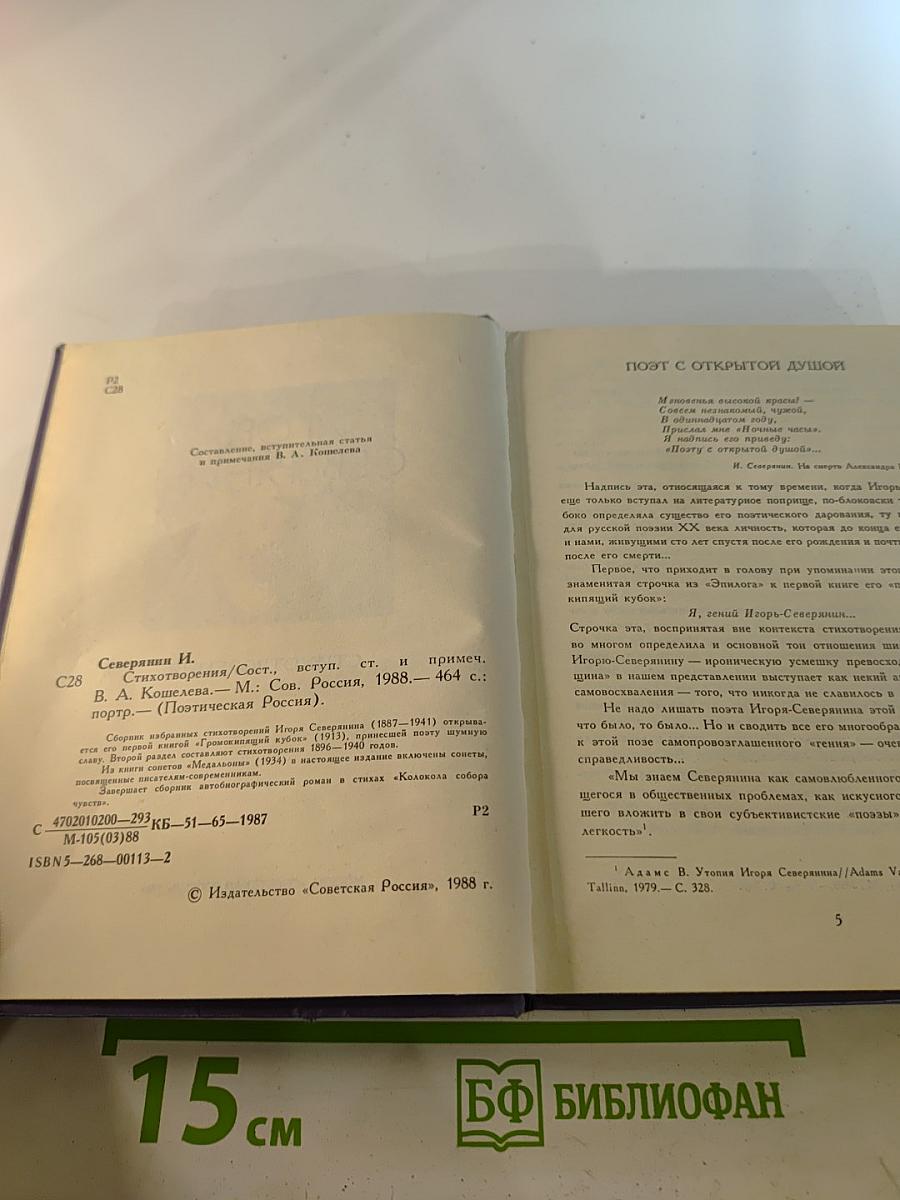 Р2
С28
Составление, вступительная статья
и примечания В. А. Кошелева
Северянин И.
С28 Стихотворения/Сост., вступ. ст. и примеч.
В. А. Кошелева.— М.: Сов. Россия, 1988.— 464 с.:
портр.— (Поэтическая Россия).
Сборник избранных стихотворений Игоря Северянина (1887—1941) открыва-
ется его первой книгой «Громокипящий кубок» (1913), принесшей поэту шумную
славу. Второй раздел составляют стихотворения 1896—1940 годов.
Из книги сонетов «Медальоны» (1934) в настоящее издание включены сонеты,
посвященные писателям-современникам.
Завершает сборник автобиографический роман в стихах «Колокола собора
чувств».
С 4702010200—293 КБ—51—65—1987 Р2
М-105(03)88
ISBN 5—268—00113—2
© Издательство «Советская Россия», 1988 г.
ПОЭТ С ОТКРЫТОЙ ДУШОЙ
Мгновенья высокой красы! —
Совсем незнакомый, чужой,
В одиннадцатом году,
Прислал мне «Ночные часы».
Я надпись его приведу:
«Поэту с открытой душой»...
И. Северянин. На смерть Александра
Надпись эта, относящаяся к тому времени, когда Игорь
еще только вступал на литературное поприще, по-блоковски
боко определяла существо его поэтического дарования, ту
для русской поэзии XX века личность, которая до конца
и нами, живущими сто лет спустя после его рождения и
после его смерти...
Первое, что приходит в голову при упоминании
знаменитая строчка из «Эпилога» к первой книге его
кипящий кубок»:
Я, гений Игорь-Северянин...
Строчка эта, воспринятая вне контекста
во многом определила и основной тон отношения
Игорю-Северянину — ироническую усмешку
щина» в нашем представлении выступает как некий
самовосхваления — того, что никогда не славилось в
Не надо лишать поэта Игоря-Северянина этой
что было, то было... Но и сводить все его
к этой позе самопровозглашенного «гения» —
справедливость...
«Мы знаем Северянина как самовлюбленного
щегося в общественных проблемах, как
шего вложить в свои субъективистские «поэзы»
легкость»¹.
¹ Адамс В. Утопия Игоря Северянина//Adams
Tallinn, 1979.— С. 328.
5
15 см
БФ БИБЛИОФАН